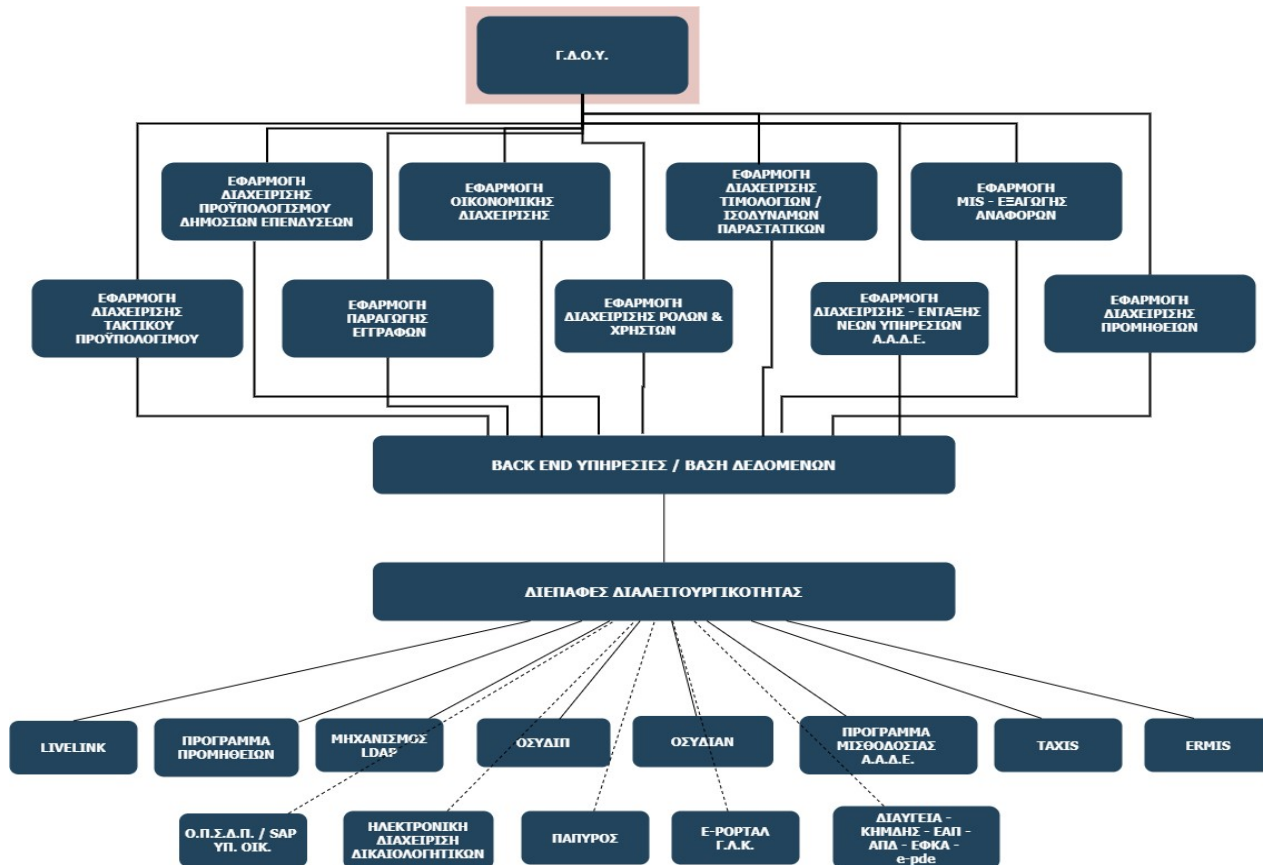 Γ.Δ.Ο.Υ.
ΕΦΑΡΜΟΓΗ
ΔΙΑΧΕΙΡΙΣΗΣ
ΠΡΟΫΠΟΛΟΓΙΣΜΟΥ
ΔΗΜΟΣΙΩΝ ΕΠΕΝΔΥΣΕΩΝ
ΕΦΑΡΜΟΓΗ
ΟΙΚΟΝΟΜΙΚΗΣ
ΔΙΑΧΕΙΡΙΣΗΣ
ΕΦΑΡΜΟΓΗ
ΔΙΑΧΕΙΡΙΣΗΣ
ΤΙΜΟΛΟΓΙΩΝ /
ΙΣΟΔΥΝΑΜΩΝ
ΠΑΡΑΣΤΑΤΙΚΩΝ
ΕΦΑΡΜΟΓΗ
MIS - ΕΞΑΓΩΓΗΣ
ΑΝΑΦΟΡΩΝ
ΕΦΑΡΜΟΓΗ
ΔΙΑΧΕΙΡΙΣΗΣ
ΤΑΚΤΙΚΟΥ
ΠΡΟΫΠΟΛΟΓΙΜΟΥ
ΕΦΑΡΜΟΓΗ
ΠΑΡΑΓΩΓΗΣ
ΕΓΓΡΑΦΩΝ
ΕΦΑΡΜΟΓΗ
ΔΙΑΧΕΙΡΙΣΗΣ ΡΟΛΩΝ &
ΧΡΗΣΤΩΝ
ΕΦΑΡΜΟΓΗ
ΔΙΑΧΕΙΡΙΣΗΣ - ΕΝΤΑΞΗΣ
ΝΕΩΝ ΥΠΗΡΕΣΙΩΝ
Α.Α.Δ.Ε.
ΕΦΑΡΜΟΓΗ
ΔΙΑΧΕΙΡΙΣΗΣ
ΠΡΟΜΗΘΕΙΩΝ
BACK END ΥΠΗΡΕΣΙΕΣ / ΒΑΣΗ ΔΕΔΟΜΕΝΩΝ
ΔΙΕΠΑΦΕΣ ΔΙΑΛΕΙΤΟΥΡΓΙΚΟΤΗΤΑΣ
LIVELINK
ΠΡΟΓΡΑΜΜΑ
ΠΡΟΜΗΘΕΙΩΝ
ΜΗΧΑΝΙΣΜΟΣ
LDAP
ΟΣΥΔΙΠ
ΟΣΥΔΙΑΝ
ΠΡΟΓΡΑΜΜΑ
ΜΙΣΘΟΔΟΣΙΑΣ
Α.Α.Δ.Ε.
TAXIS
ERMIS
Ο.Π.Σ.Δ.Π. / SAP
ΥΠ. ΟΙΚ.
ΗΛΕΚΤΡΟΝΙΚΗ
ΔΙΑΧΕΙΡΙΣΗ
ΔΙΚΑΙΟΛΟΓΗΤΙΚΩΝ
ΠΑΠΥΡΟΣ
E-PORTAL
Γ.Λ.Κ.
ΔΙΑΥΓΕΙΑ -
ΚΗΜΔΗΣ - ΕΑΠ -
ΑΠΔ - ΕΦΚΑ -
e-pde